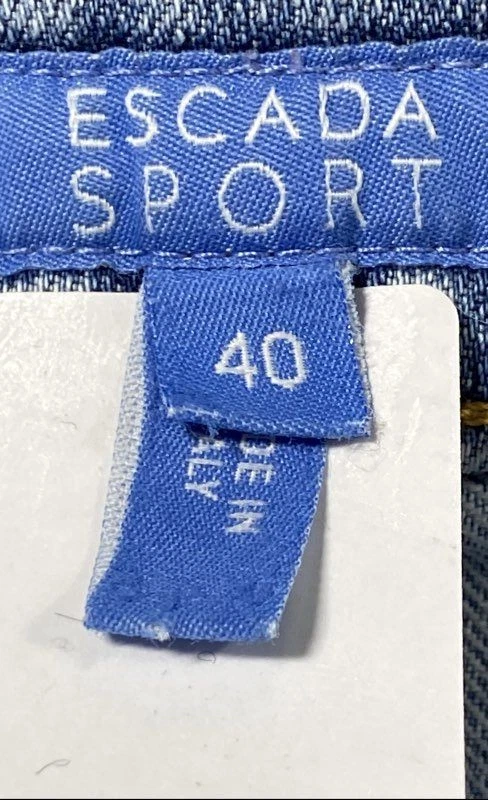 ESCADA
SPORT
40
DE IN
ALY